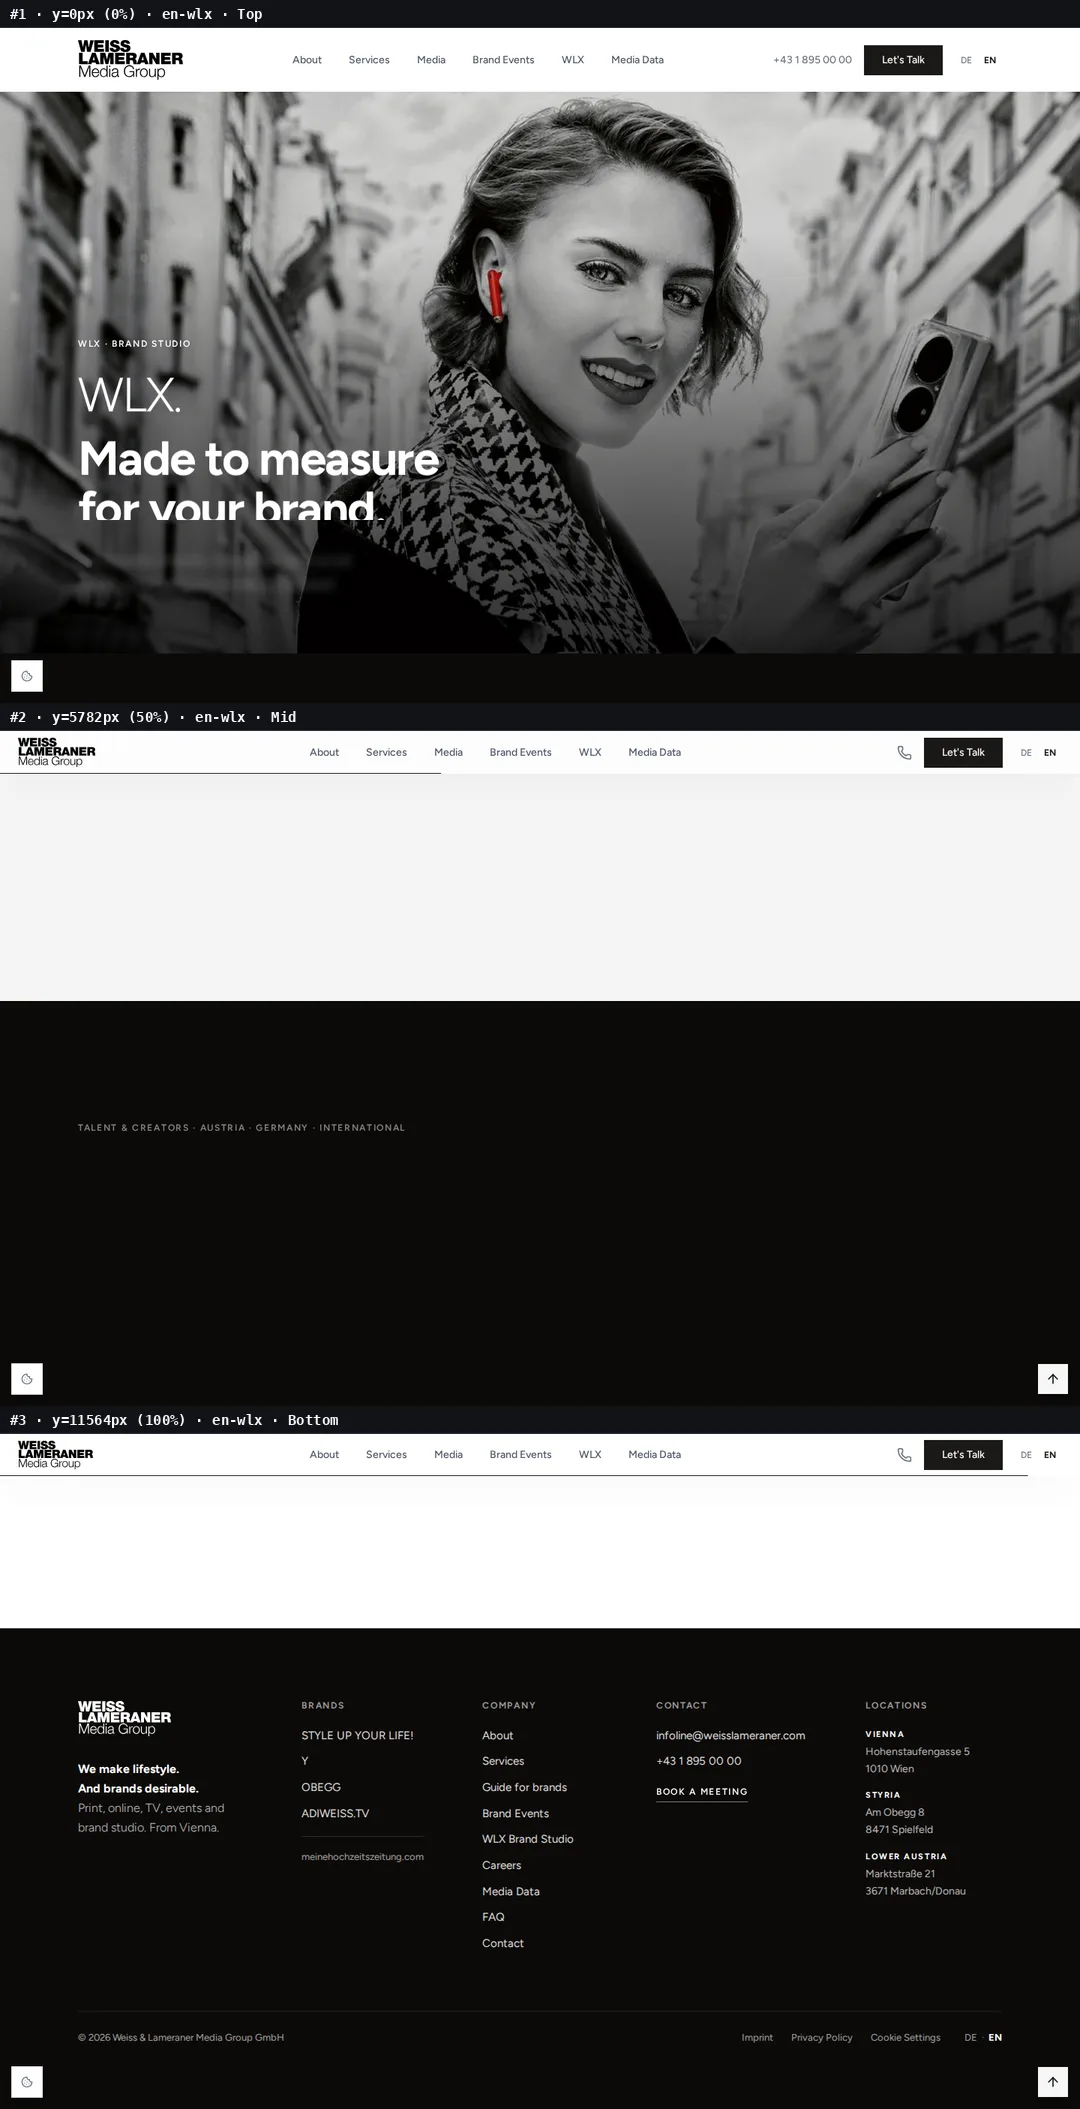 #1 · y=0px (0%) · en-wlx · Top
WEISS
LAMERANER
Media Group
About Services Media Brand Events WLX Media Data
+43 1 895 00 00 Let's Talk DE EN
WLX · BRAND STUDIO
WLX.
Made to measure
for your brand.
#2 · y=5782px (50%) · en-wlx · Mid
WEISS
LAMERANER
Media Group
About Services Media Brand Events WLX Media Data
Let's Talk DE EN
TALENT & CREATORS · AUSTRIA · GERMANY · INTERNATIONAL
#3 · y=11564px (100%) · en-wlx · Bottom
WEISS
LAMERANER
Media Group
About Services Media Brand Events WLX Media Data
Let's Talk DE EN
WEISS
LAMERANER
Media Group
We make lifestyle.
And brands desirable.
Print, online, TV, events and
brand studio. From Vienna.
BRANDS
STYLE UP YOUR LIFE!
Y
OBEGG
ADIWEISS.TV
meinehochzeitszeitung.com
COMPANY
About
Services
Guide for brands
Brand Events
WLX Brand Studio
Careers
Media Data
FAQ
Contact
CONTACT
infoline@weisslameraner.com
+43 1 895 00 00
BOOK A MEETING
LOCATIONS
VIENNA
Hohenstaufengasse 5
1010 Wien
STYRIA
Am Obegg 8
8471 Spielfeld
LOWER AUSTRIA
Marktstraße 21
3671 Marbach/Donau
© 2026 Weiss & Lameraner Media Group GmbH
Imprint Privacy Policy Cookie Settings DE · EN